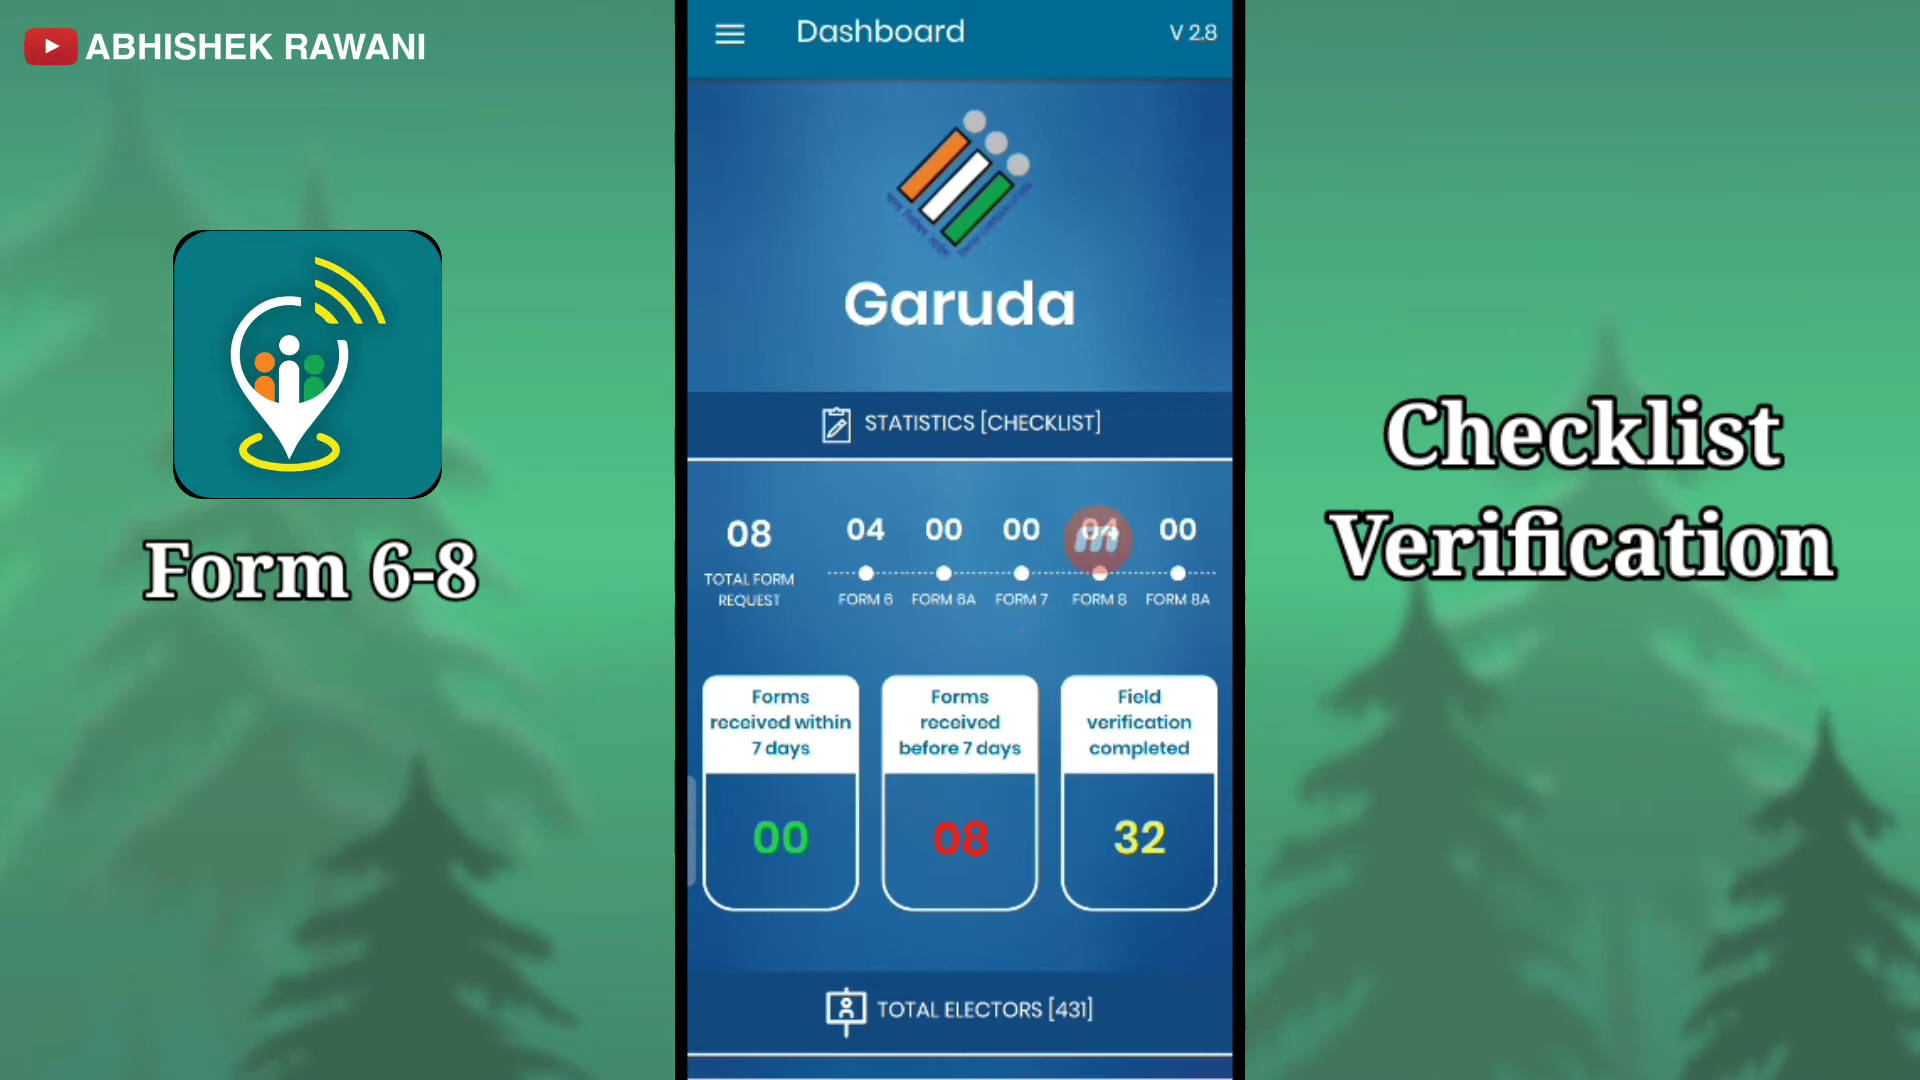 ABHISHEK RAWANI
Dashboard
V 2.8
Garuda
Form 6-8
Checklist
Verification
STATISTICS [CHECKLIST]
08
TOTAL FORM
REQUEST
04 00 00 04 00
FORM 6 FORM 6A FORM 7 FORM 8 FORM 8A
Forms
received within
7 days
00
Forms
received
before 7 days
08
Field
verification
completed
32
TOTAL ELECTORS [431]